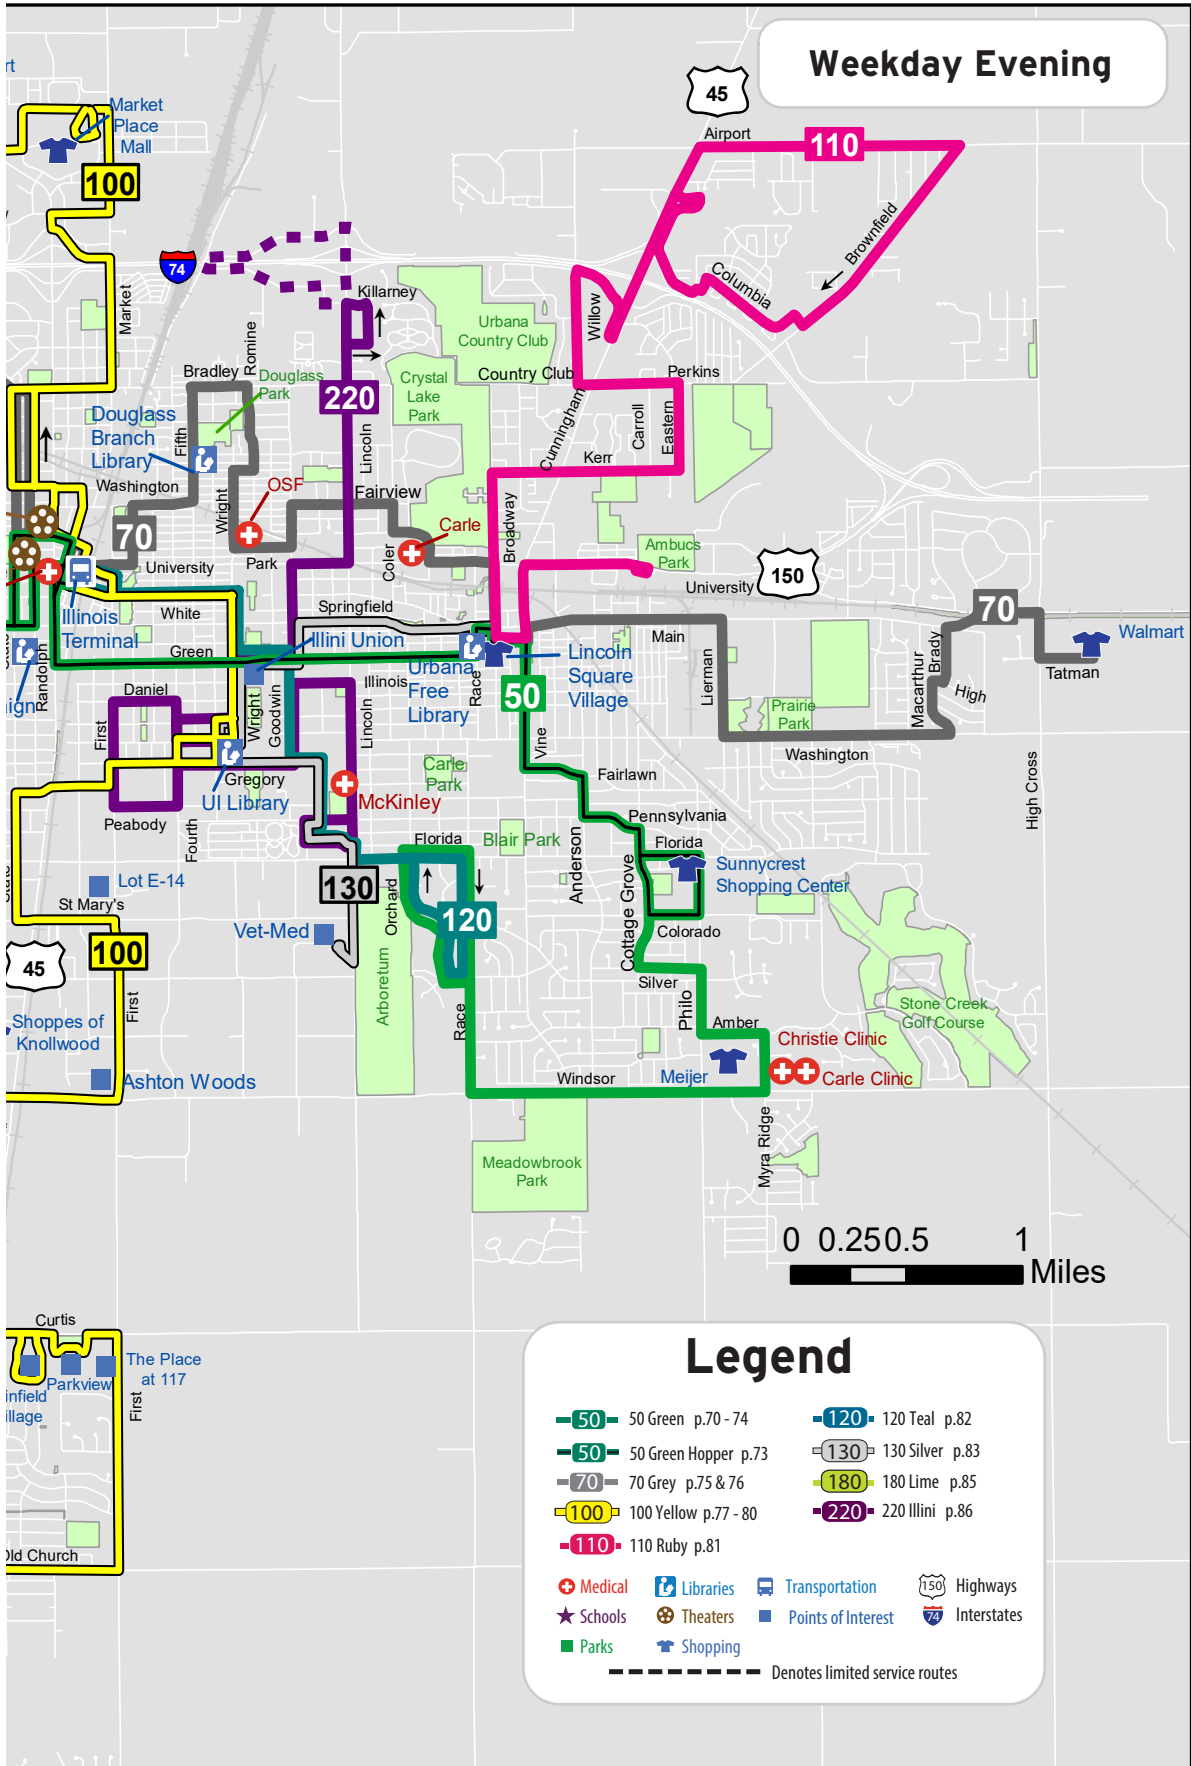 Weekday Evening
rt
Market
Place
Mall
45
Airport
110
100
Brownfield
Columbia
74
Killarney
Willow
Market
Urbana
Country Club
Romine
Bradley
Douglass
Park
Country Club
Perkins
Crystal
Lake
Park
220
Cunningham
Carroll
Eastern
Douglass
Branch
Library
Fifth
Lincoln
Kerr
Washington
OSF
Wright
Fairview
Broadway
70
Carle
Coler
Park
University
Ambucs
Park
150
University
White
Springfield
70
Illinois
Terminal
Illini Union
Main
Walmart
Randolph
Green
Urbana
Free
Library
Race
Lincoln
Square
Village
Lierman
Macarthur
Brady
Tatman
ign
Daniel
Illinois
50
High
First
Wright
Goodwin
Lincoln
Prairie
Park
Vine
Washington
Gregory
Carle
Park
Fairlawn
High Cross
UI Library
McKinley
Peabody
Fourth
Pennsylvania
Florida
Blair Park
Anderson
Florida
Sunnycrest
Shopping Center
Lot E-14
130
Orchard
Cottage Grove
St Mary's
120
Vet-Med
Colorado
100
45
Arboretum
Silver
First
Race
Philo
Stone Creek
Golf Course
Amber
Shoppes of
Knollwood
Christie Clinic
Ashton Woods
Windsor
Meijer
Carle Clinic
Myra Ridge
Meadowbrook
Park
0 0.25 0.5 1
Miles
Curtis
The Place
at 117
Parkview
infield
illage
First
Old Church
Legend
50 50 Green p.70 - 74
50 50 Green Hopper p.73
70 70 Grey p.75 & 76
100 100 Yellow p.77 - 80
110 110 Ruby p.81
120 120 Teal p.82
130 130 Silver p.83
180 180 Lime p.85
220 220 Illini p.86
Medical
Libraries
Transportation
150 Highways
Schools
Theaters
Points of Interest
74 Interstates
Parks
Shopping
Denotes limited service routes